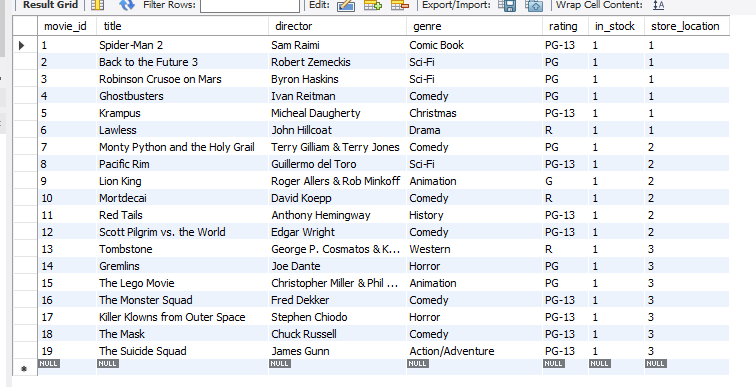 Result Grid Filter Rows: Edit: Export/Import: Wrap Cell Content:
movie_id title director genre rating in_stock store_location
1 Spider-Man 2 Sam Raimi Comic Book PG-13 1 1
2 Back to the Future 3 Robert Zemeckis Sci-Fi PG 1 1
3 Robinson Crusoe on Mars Byron Haskins Sci-Fi PG 1 1
4 Ghostbusters Ivan Reitman Comedy PG 1 1
5 Krampus Micheal Daugherty Christmas PG-13 1 1
6 Lawless John Hillcoat Drama R 1 1
7 Monty Python and the Holy Grail Terry Gilliam & Terry Jones Comedy PG 1 2
8 Pacific Rim Guillermo del Toro Sci-Fi PG-13 1 2
9 Lion King Roger Allers & Rob Minkoff Animation G 1 2
10 Mortdecai David Koepp Comedy R 1 2
11 Red Tails Anthony Hemingway History PG-13 1 2
12 Scott Pilgrim vs. the World Edgar Wright Comedy PG-13 1 2
13 Tombstone George P. Cosmatos & K... Western R 1 3
14 Gremlins Joe Dante Horror PG 1 3
15 The Lego Movie Christopher Miller & Phil ... Animation PG 1 3
16 The Monster Squad Fred Dekker Comedy PG-13 1 3
17 Killer Klowns from Outer Space Stephen Chiodo Horror PG-13 1 3
18 The Mask Chuck Russell Comedy PG-13 1 3
19 The Suicide Squad James Gunn Action/Adventure PG-13 1 3
NULL NULL NULL NULL NULL NULL NULL